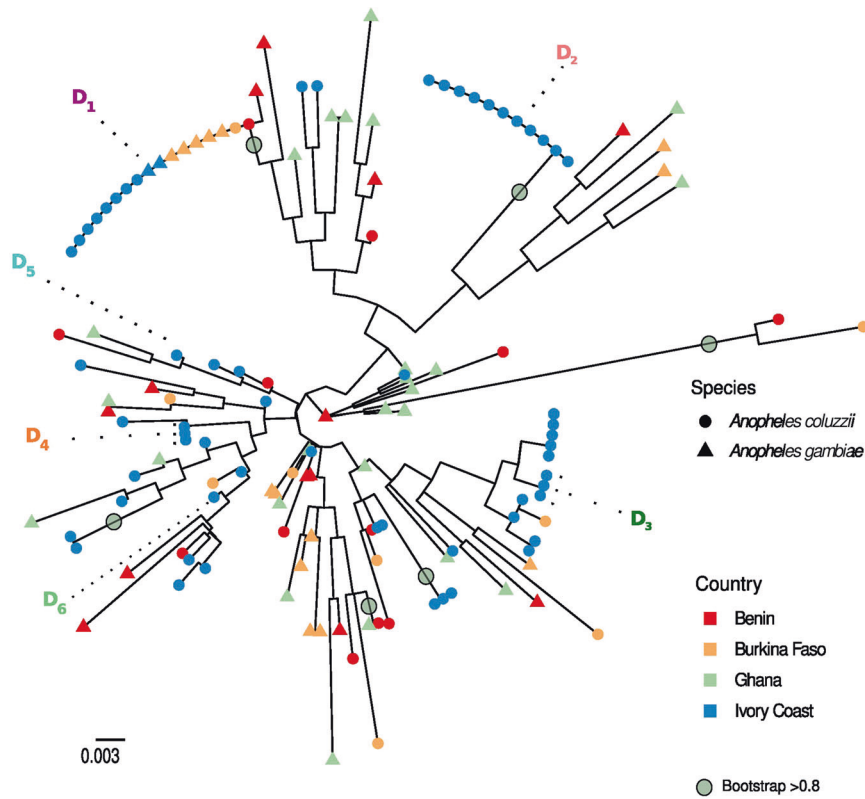 D2
D1
D5
Species
Anopheles coluzzii
Anopheles gambiae
D4
D3
Country
D6
Benin
Burkina Faso
Ghana
Ivory Coast
0.003
Bootstrap >0.8